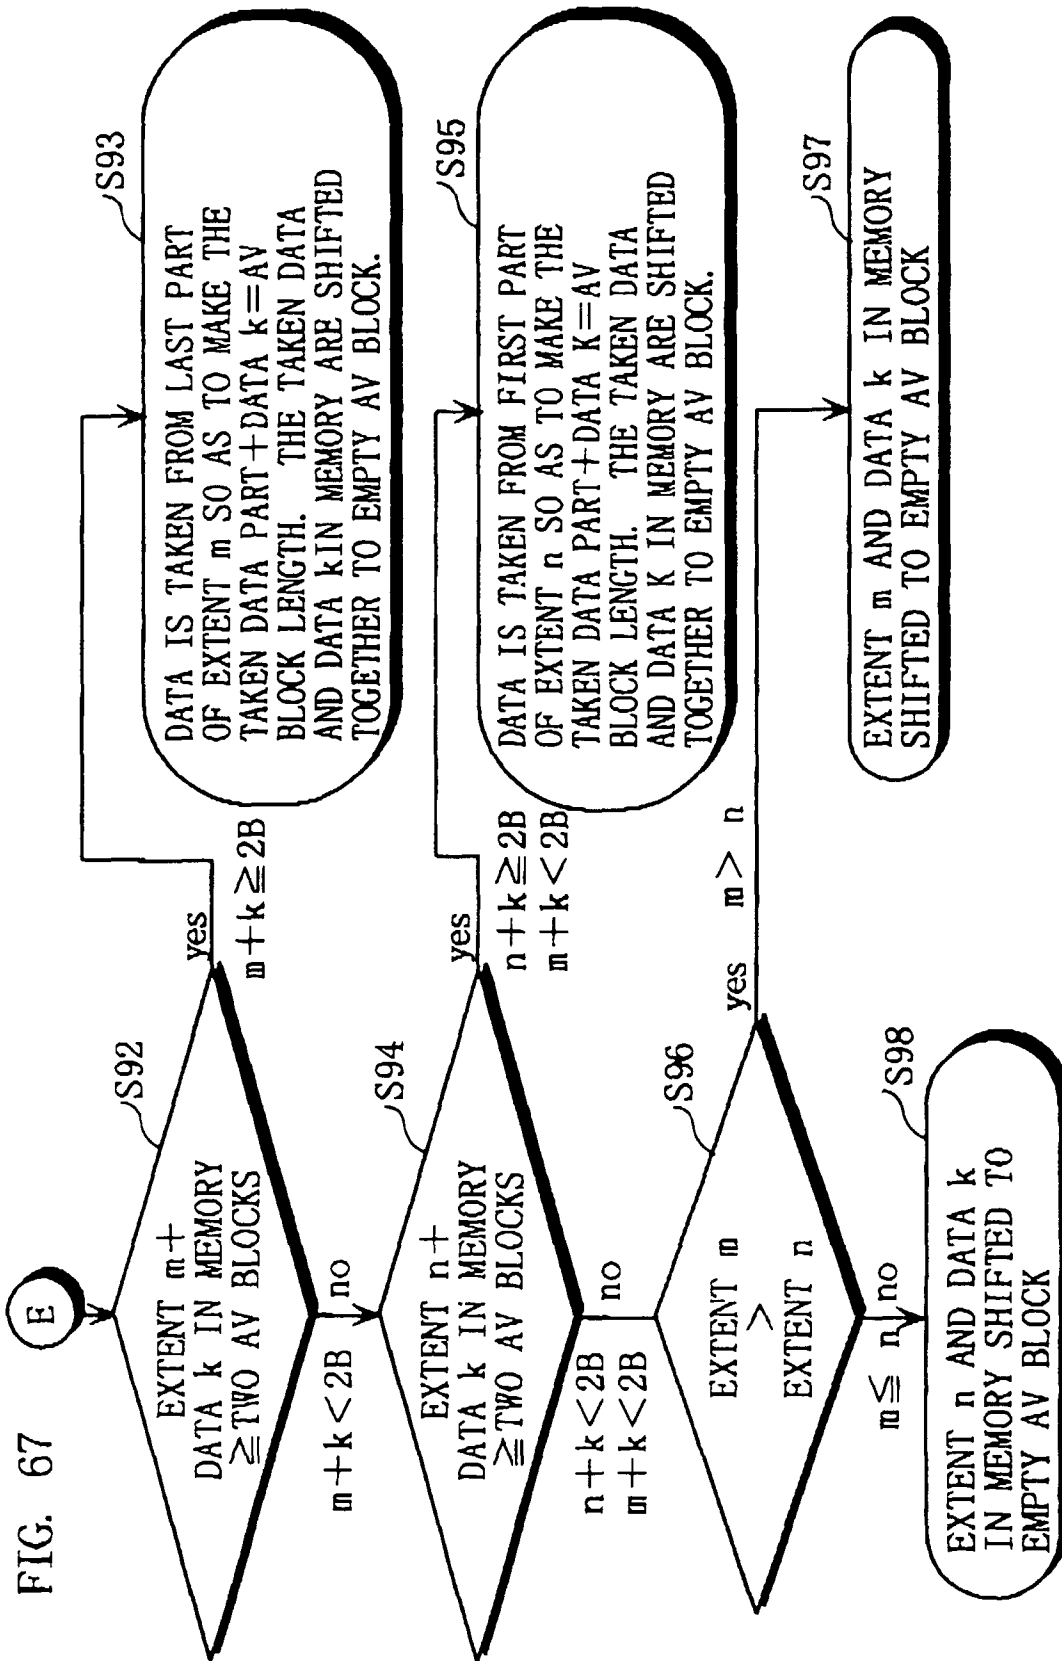 FIG. 67
E
S92
EXTENT m+
DATA k IN MEMORY
≧TWO AV BLOCKS
yes
m+k≧2B
S93
DATA IS TAKEN FROM LAST PART
OF EXTENT m SO AS TO MAKE THE
TAKEN DATA PART+DATA k=AV
BLOCK LENGTH. THE TAKEN DATA
AND DATA kIN MEMORY ARE SHIFTED
TOGETHER TO EMPTY AV BLOCK.
no
m+k<2B
S94
EXTENT n+
DATA k IN MEMORY
≧TWO AV BLOCKS
yes
n+k≧2B
m+k<2B
S95
DATA IS TAKEN FROM FIRST PART
OF EXTENT n SO AS TO MAKE THE
TAKEN DATA PART+DATA K=AV
BLOCK LENGTH. THE TAKEN DATA
AND DATA K IN MEMORY ARE SHIFTED
TOGETHER TO EMPTY AV BLOCK.
no
n+k<2B
m+k<2B
S96
EXTENT m
>
EXTENT n
yes
m> n
S97
EXTENT m AND DATA k IN MEMORY
SHIFTED TO EMPTY AV BLOCK
no
m≦ n
S98
EXTENT n AND DATA k
IN MEMORY SHIFTED TO
EMPTY AV BLOCK